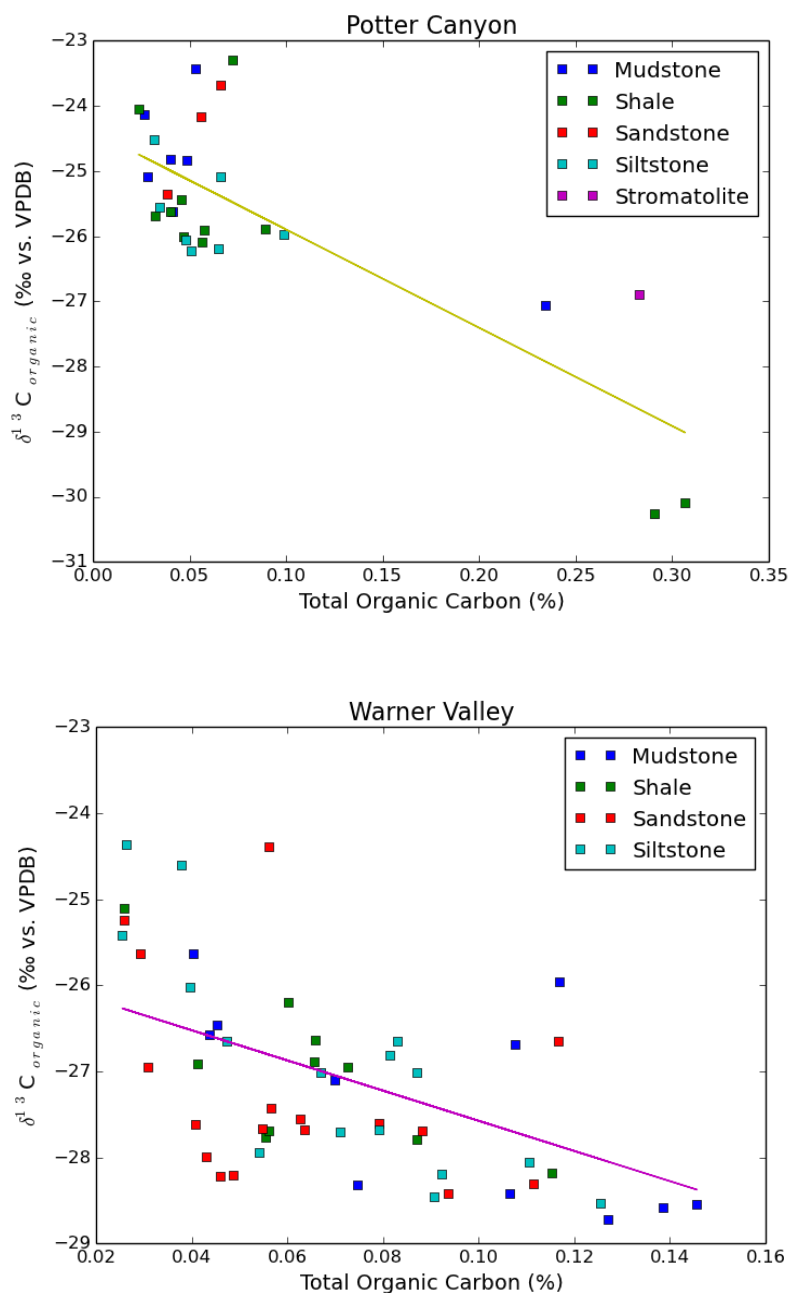 Potter Canyon
−23
−24
−25
−26
−27
−28
−29
−30
−31
δ¹³C organic (‰ vs. VPDB)
Mudstone
Shale
Sandstone
Siltstone
Stromatolite
0.00 0.05 0.10 0.15 0.20 0.25 0.30 0.35
Total Organic Carbon (%)
Warner Valley
−23
−24
−25
−26
−27
−28
−29
δ¹³C organic (‰ vs. VPDB)
Mudstone
Shale
Sandstone
Siltstone
0.02 0.04 0.06 0.08 0.10 0.12 0.14 0.16
Total Organic Carbon (%)